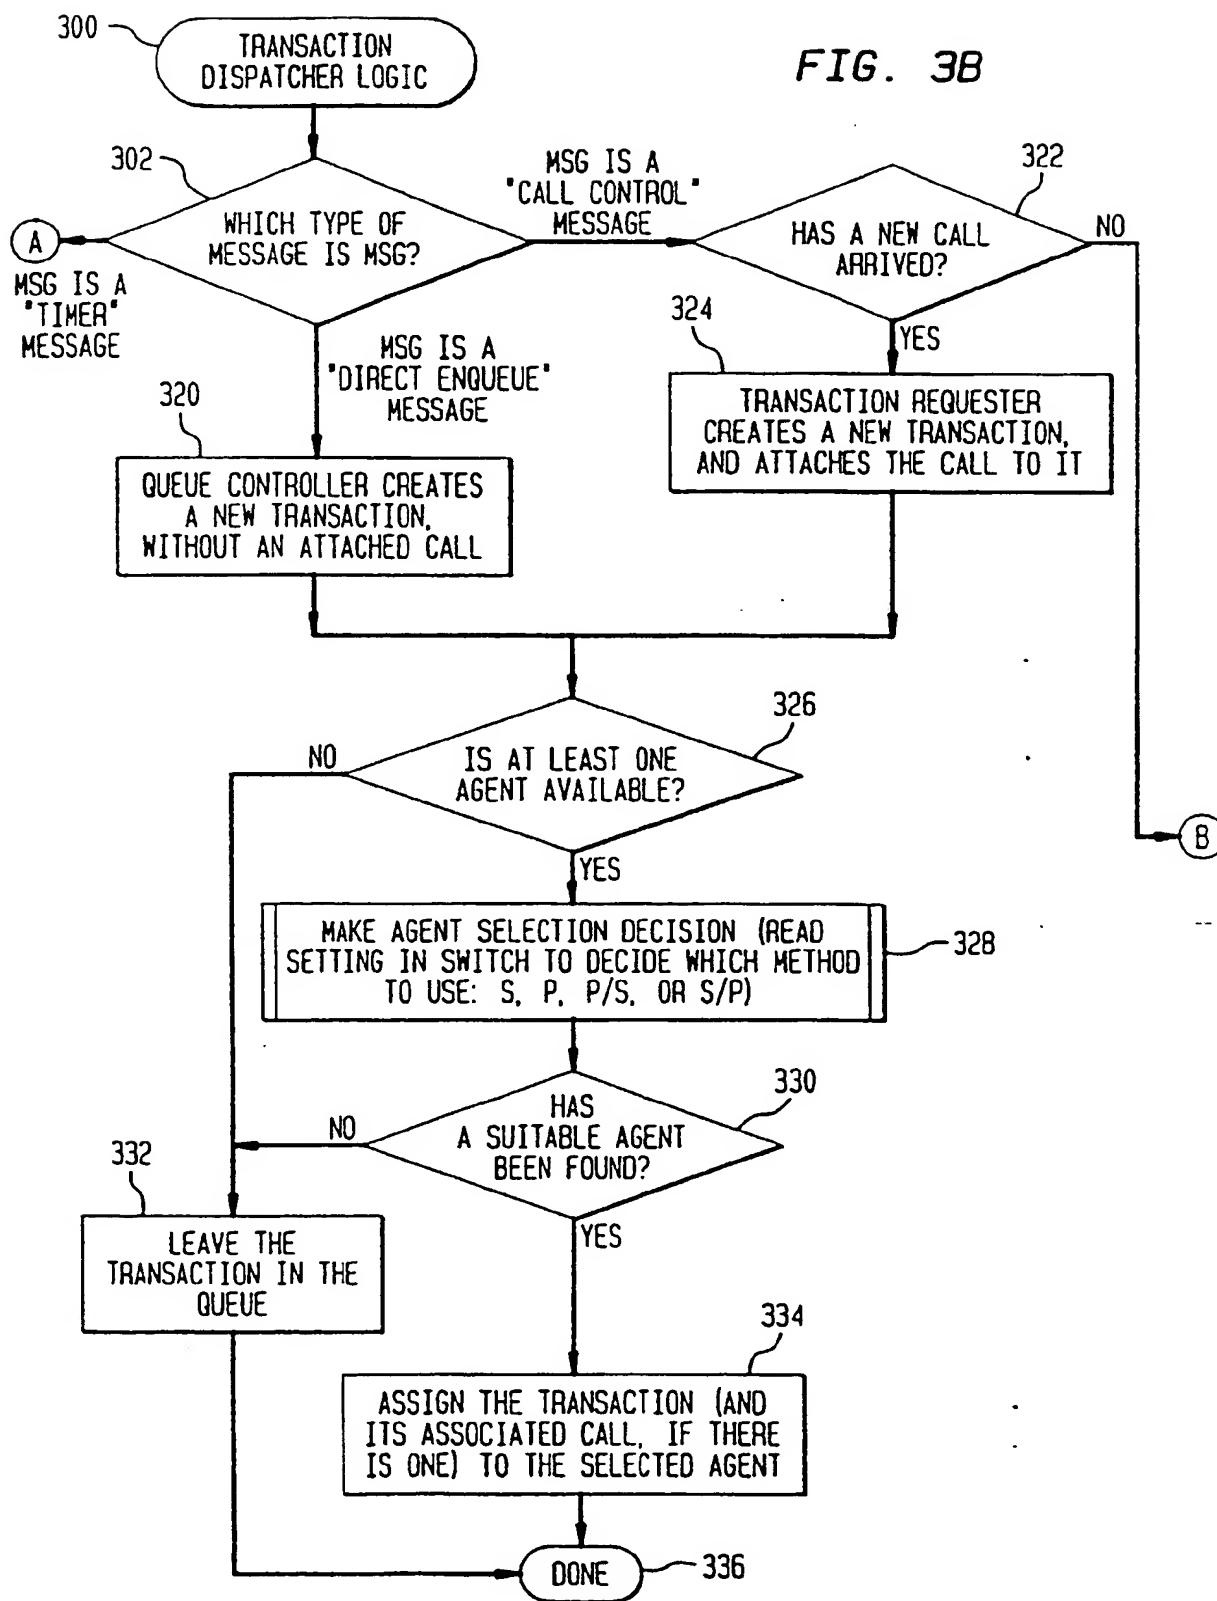 300
TRANSACTION
DISPATCHER LOGIC
FIG. 3B
302
WHICH TYPE OF
MESSAGE IS MSG?
A
MSG IS A
"TIMER"
MESSAGE
MSG IS A
"CALL CONTROL"
MESSAGE
322
HAS A NEW CALL
ARRIVED?
NO
YES
MSG IS A
"DIRECT ENQUEUE"
MESSAGE
320
QUEUE CONTROLLER CREATES
A NEW TRANSACTION,
WITHOUT AN ATTACHED CALL
324
TRANSACTION REQUESTER
CREATES A NEW TRANSACTION,
AND ATTACHES THE CALL TO IT
326
IS AT LEAST ONE
AGENT AVAILABLE?
NO
YES
B
MAKE AGENT SELECTION DECISION (READ
SETTING IN SWITCH TO DECIDE WHICH METHOD
TO USE: S, P, P/S, OR S/P)
328
330
HAS
A SUITABLE AGENT
BEEN FOUND?
NO
YES
332
LEAVE THE
TRANSACTION IN THE
QUEUE
334
ASSIGN THE TRANSACTION (AND
ITS ASSOCIATED CALL, IF THERE
IS ONE) TO THE SELECTED AGENT
DONE
336